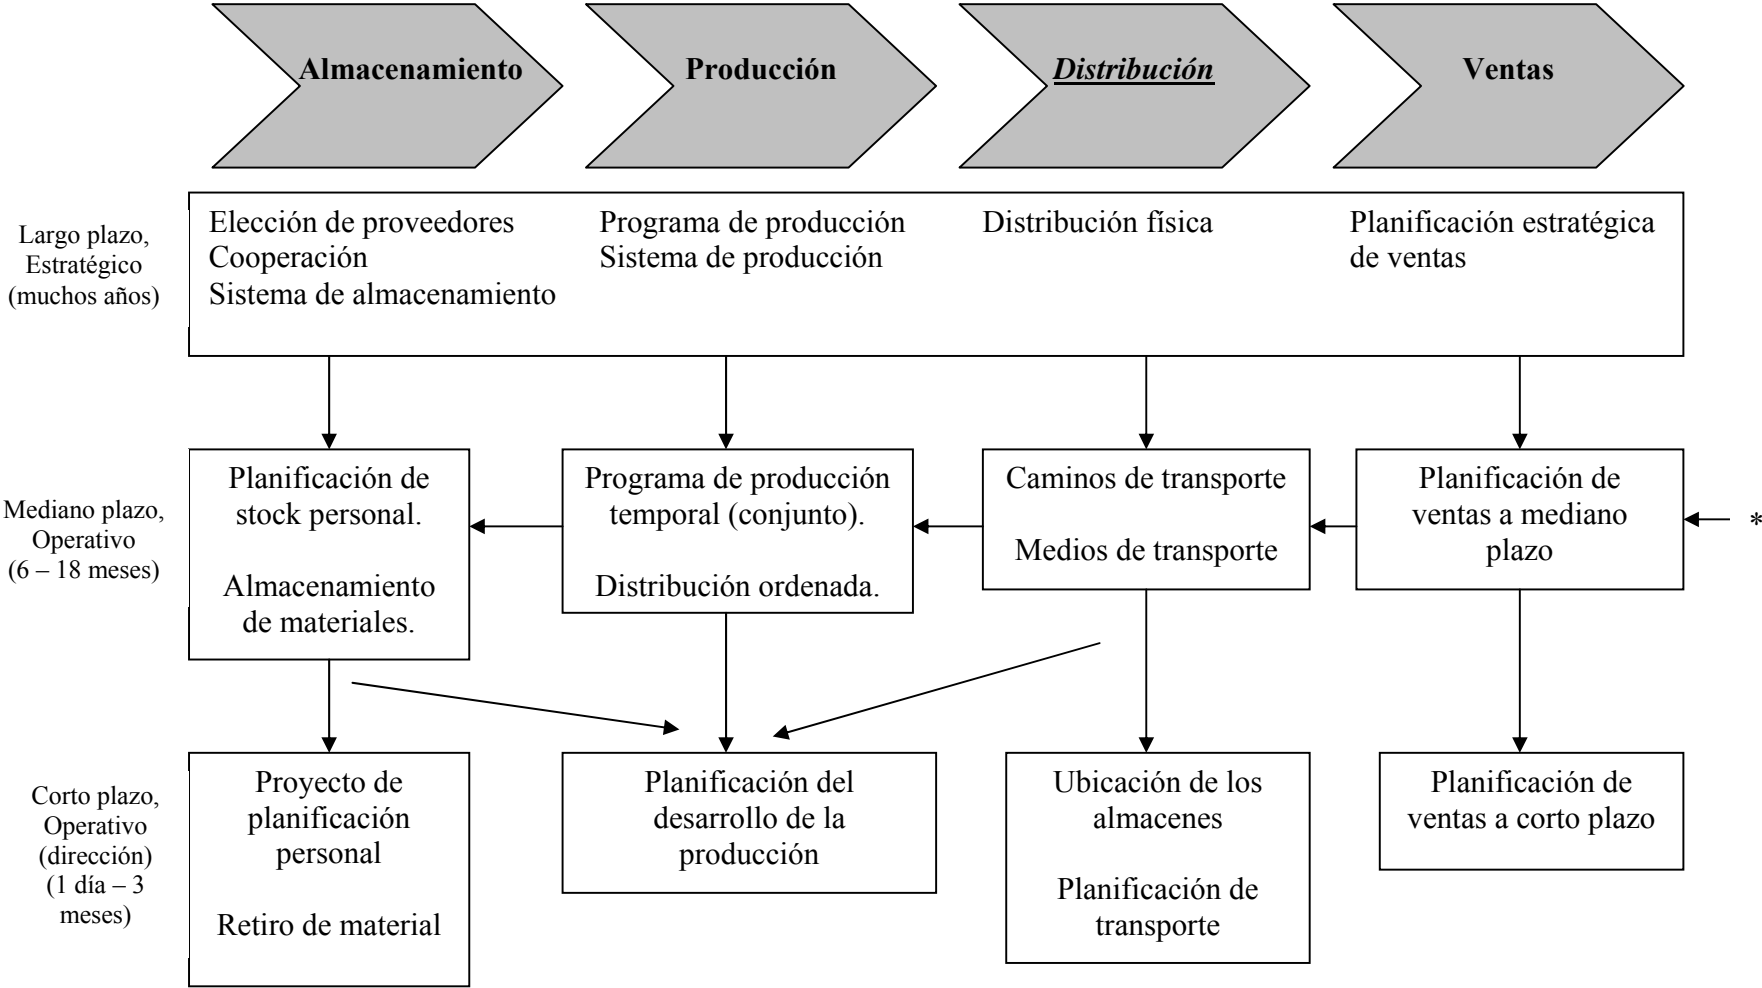 Almacenamiento
Producción
Distribución
Ventas
Largo plazo,
Estratégico
(muchos años)
Elección de proveedores
Cooperación
Sistema de almacenamiento
Programa de producción
Sistema de producción
Distribución física
Planificación estratégica
de ventas
Mediano plazo,
Operativo
(6 – 18 meses)
Planificación de
stock personal.
Almacenamiento
de materiales.
Programa de producción
temporal (conjunto).
Distribución ordenada.
Caminos de transporte
Medios de transporte
Planificación de
ventas a mediano
plazo
*
Corto plazo,
Operativo
(dirección)
(1 día – 3
meses)
Proyecto de
planificación
personal
Retiro de material
Planificación del
desarrollo de la
producción
Ubicación de los
almacenes
Planificación de
transporte
Planificación de
ventas a corto plazo